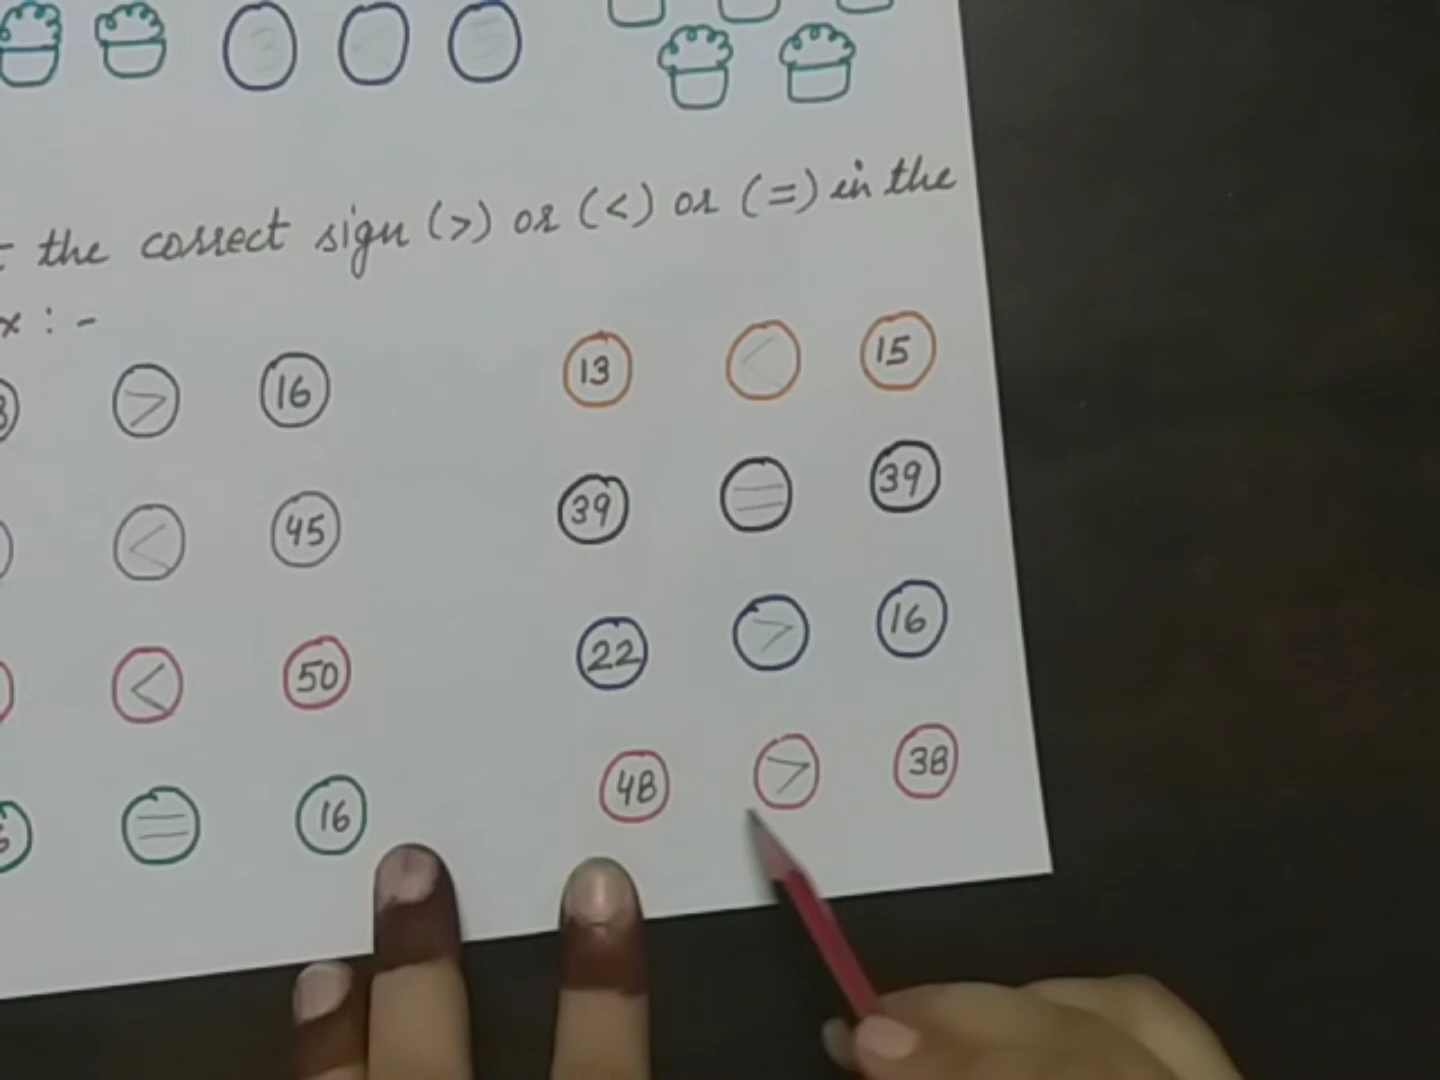 the correct sign (>) or (<) or (=) in the
: -
> 16 13 < 15
< 45 39 = 39
< 50 22 > 16
= 16 48 > 38